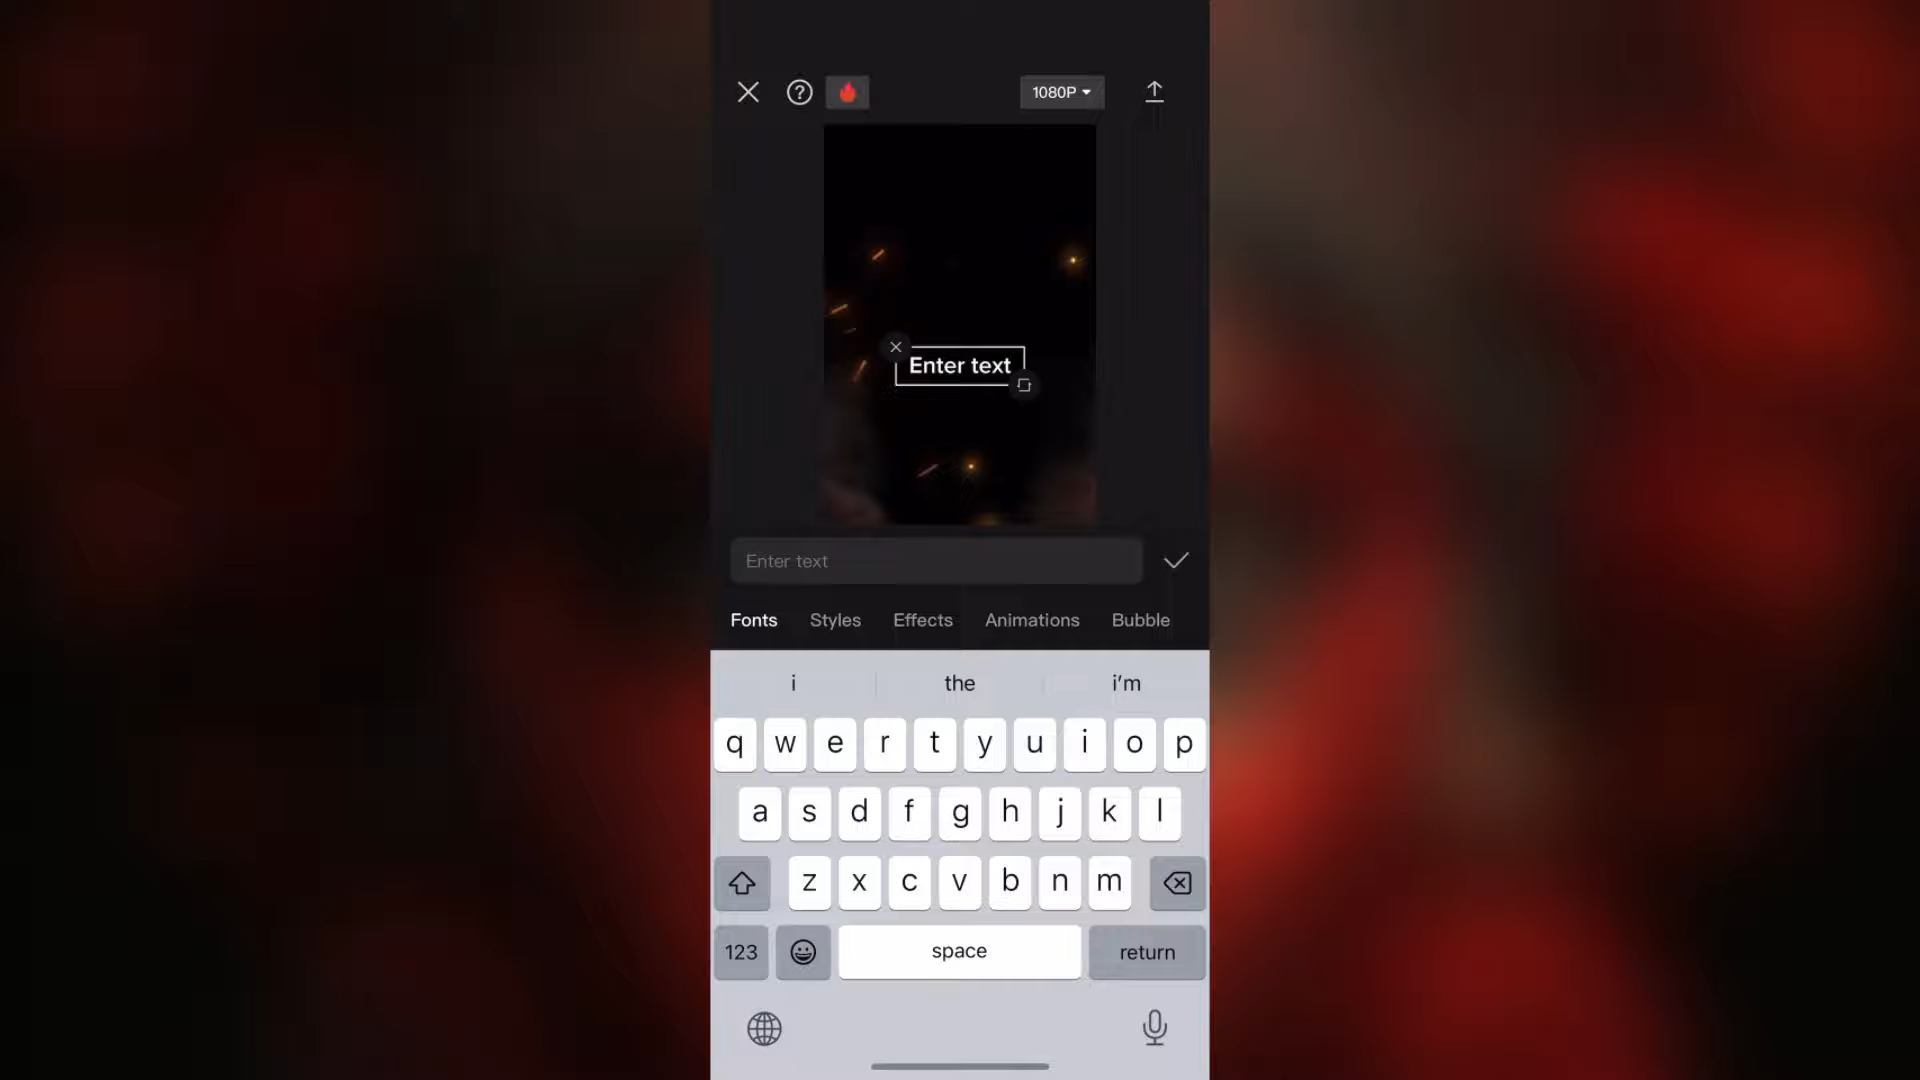 1080P
Enter text
Enter text
Fonts Styles Effects Animations Bubble
i the i'm
q w e r t y u i o p
a s d f g h j k l
z x c v b n m
123 space return